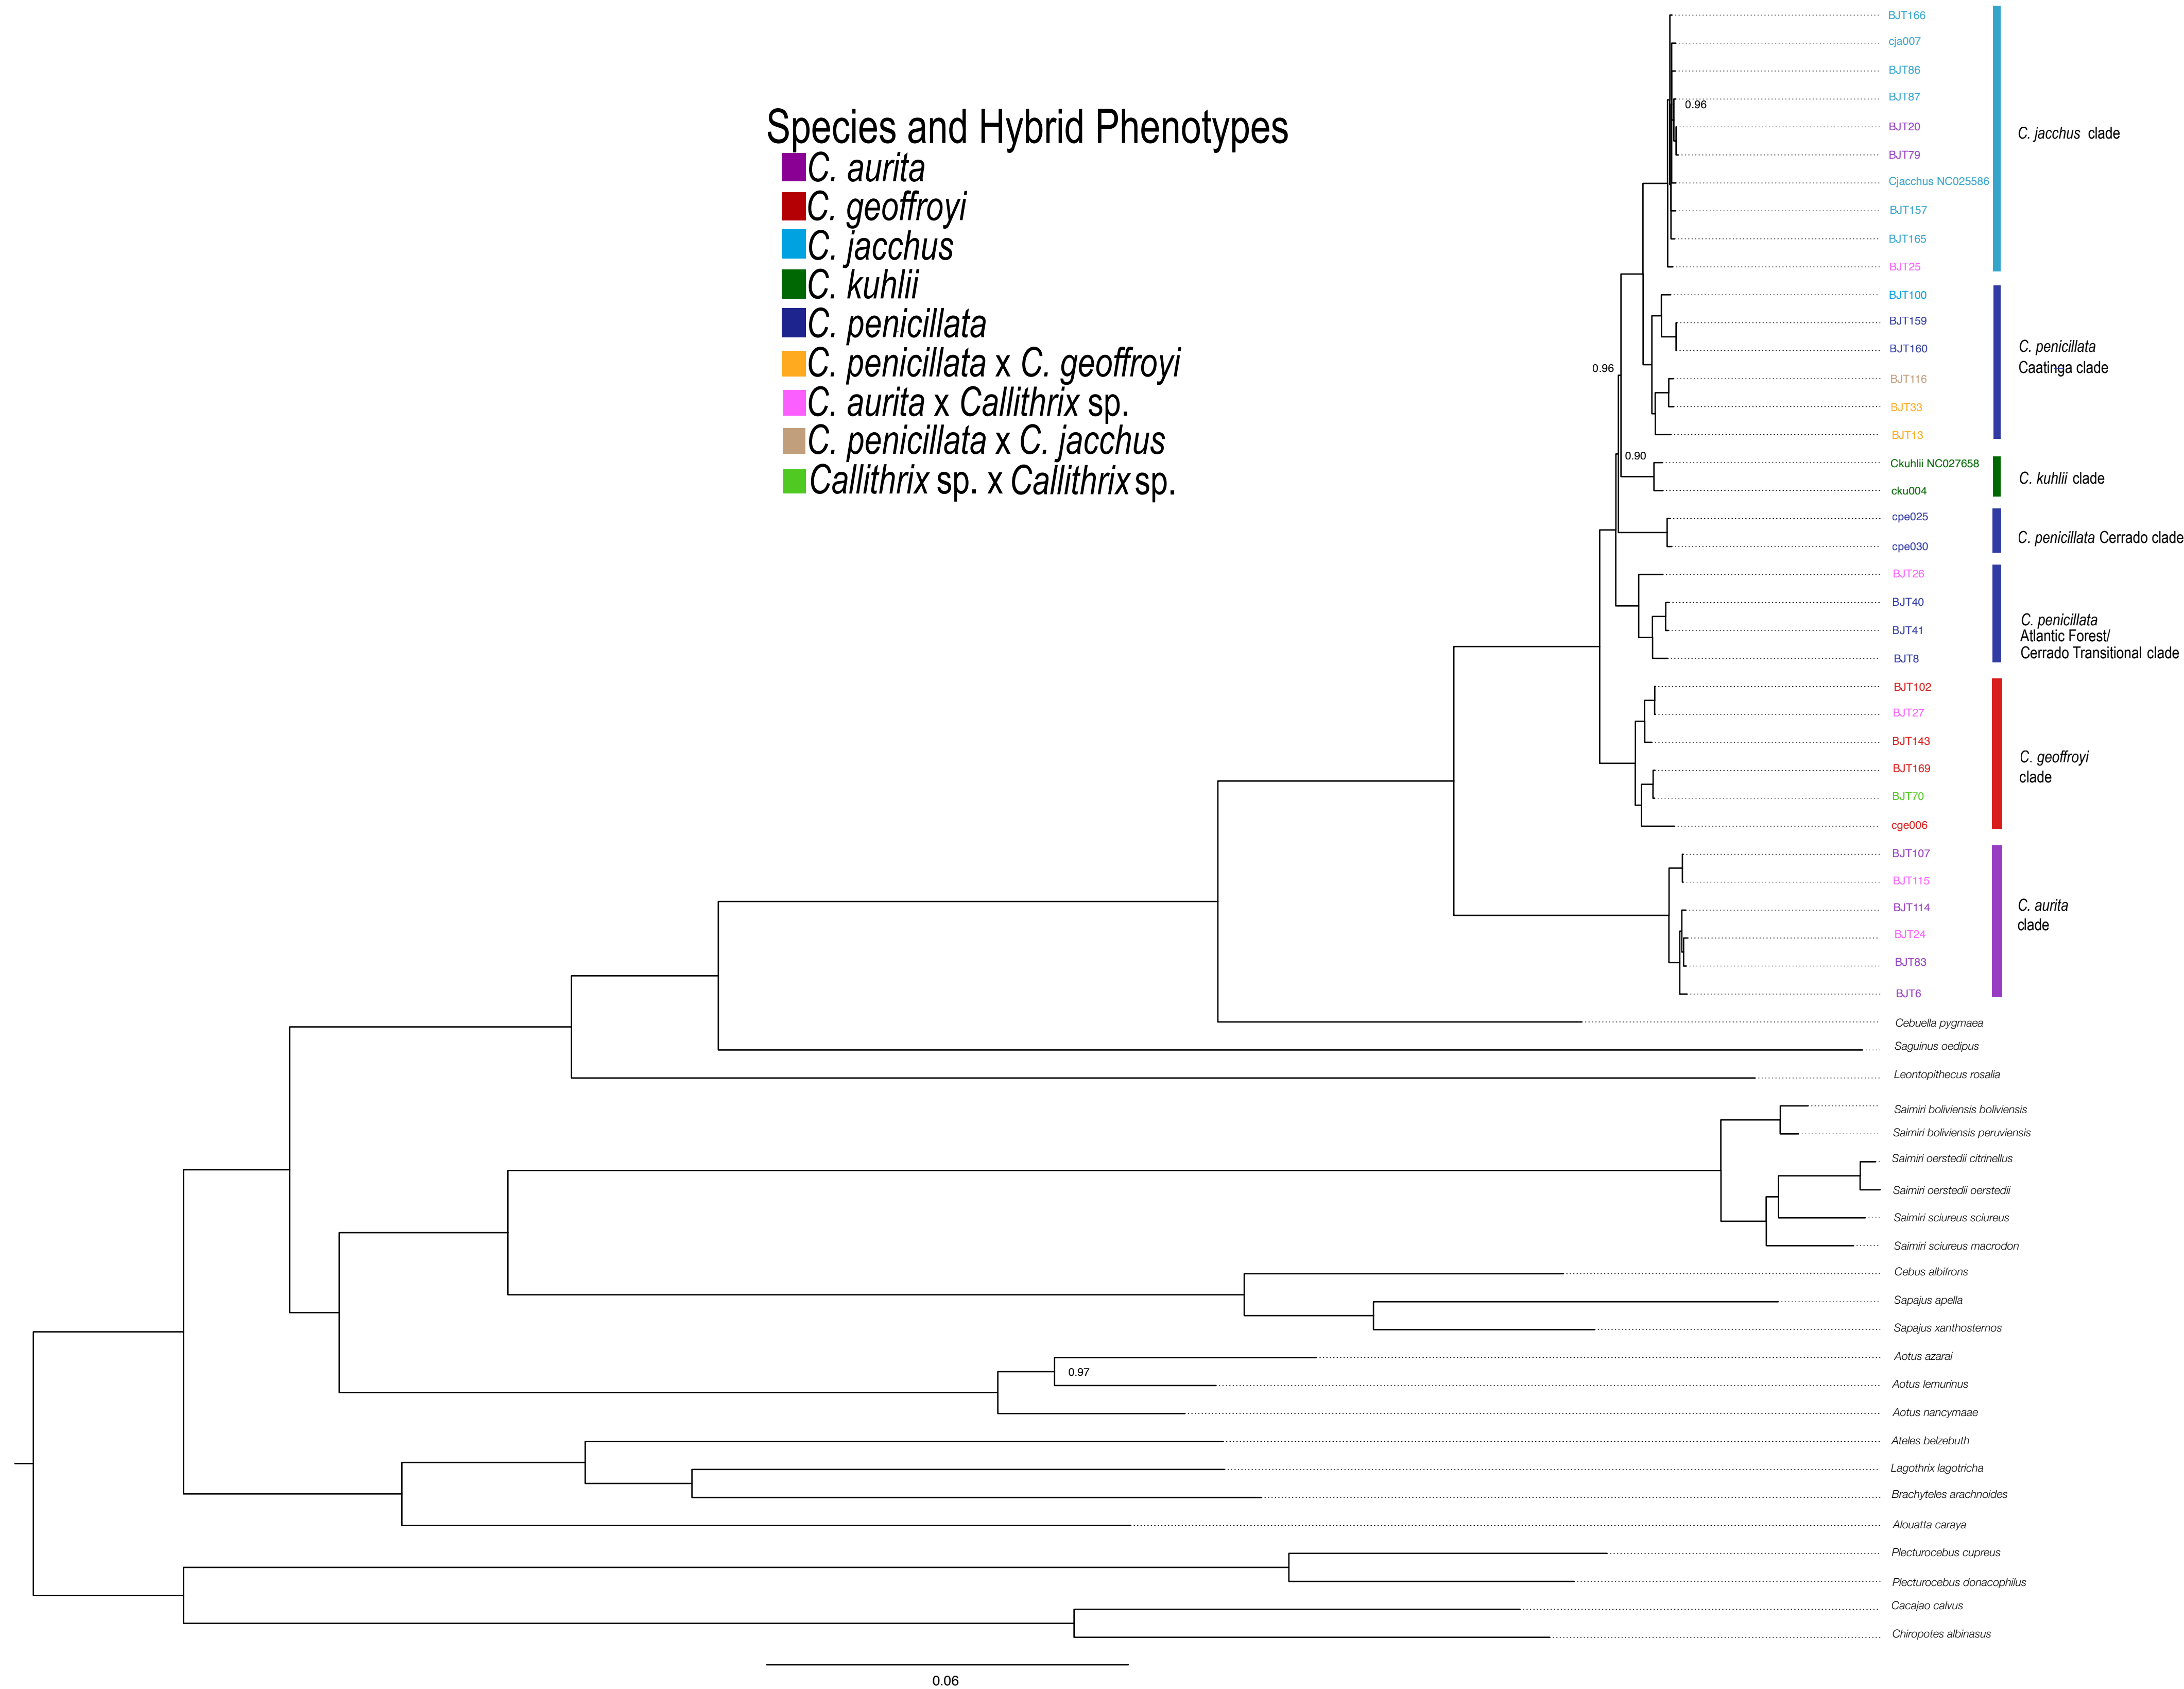 Species and Hybrid Phenotypes
C. aurita
C. geoffroyi
C. jacchus
C. kuhlii
C. penicillata
C. penicillata x C. geoffroyi
C. aurita x Callithrix sp.
C. penicillata x C. jacchus
Callithrix sp. x Callithrix sp.
BJT166
cja007
BJT86
BJT87
0.96
BJT20
BJT79
Cjacchus NC025586
BJT157
BJT165
BJT25
C. jacchus clade
BJT100
BJT159
BJT160
BJT116
BJT33
BJT13
0.96
C. penicillata
Caatinga clade
0.90
Ckuhlii NC027658
cku004
C. kuhlii clade
cpe025
cpe030
C. penicillata Cerrado clade
BJT26
BJT40
BJT41
BJT8
C. penicillata
Atlantic Forest/
Cerrado Transitional clade
BJT102
BJT27
BJT143
BJT169
BJT70
cge006
C. geoffroyi
clade
BJT107
BJT115
BJT114
BJT24
BJT83
BJT6
C. aurita
clade
Cebuella pygmaea
Saguinus oedipus
Leontopithecus rosalia
Saimiri boliviensis boliviensis
Saimiri boliviensis peruviensis
Saimiri oerstedii citrinellus
Saimiri oerstedii oerstedii
Saimiri sciureus sciureus
Saimiri sciureus macrodon
Cebus albifrons
Sapajus apella
Sapajus xanthosternos
Aotus azarai
0.97
Aotus lemurinus
Aotus nancymaae
Ateles belzebuth
Lagothrix lagotricha
Brachyteles arachnoides
Alouatta caraya
Plecturocebus cupreus
Plecturocebus donacophilus
Cacajao calvus
Chiropotes albinasus
0.06